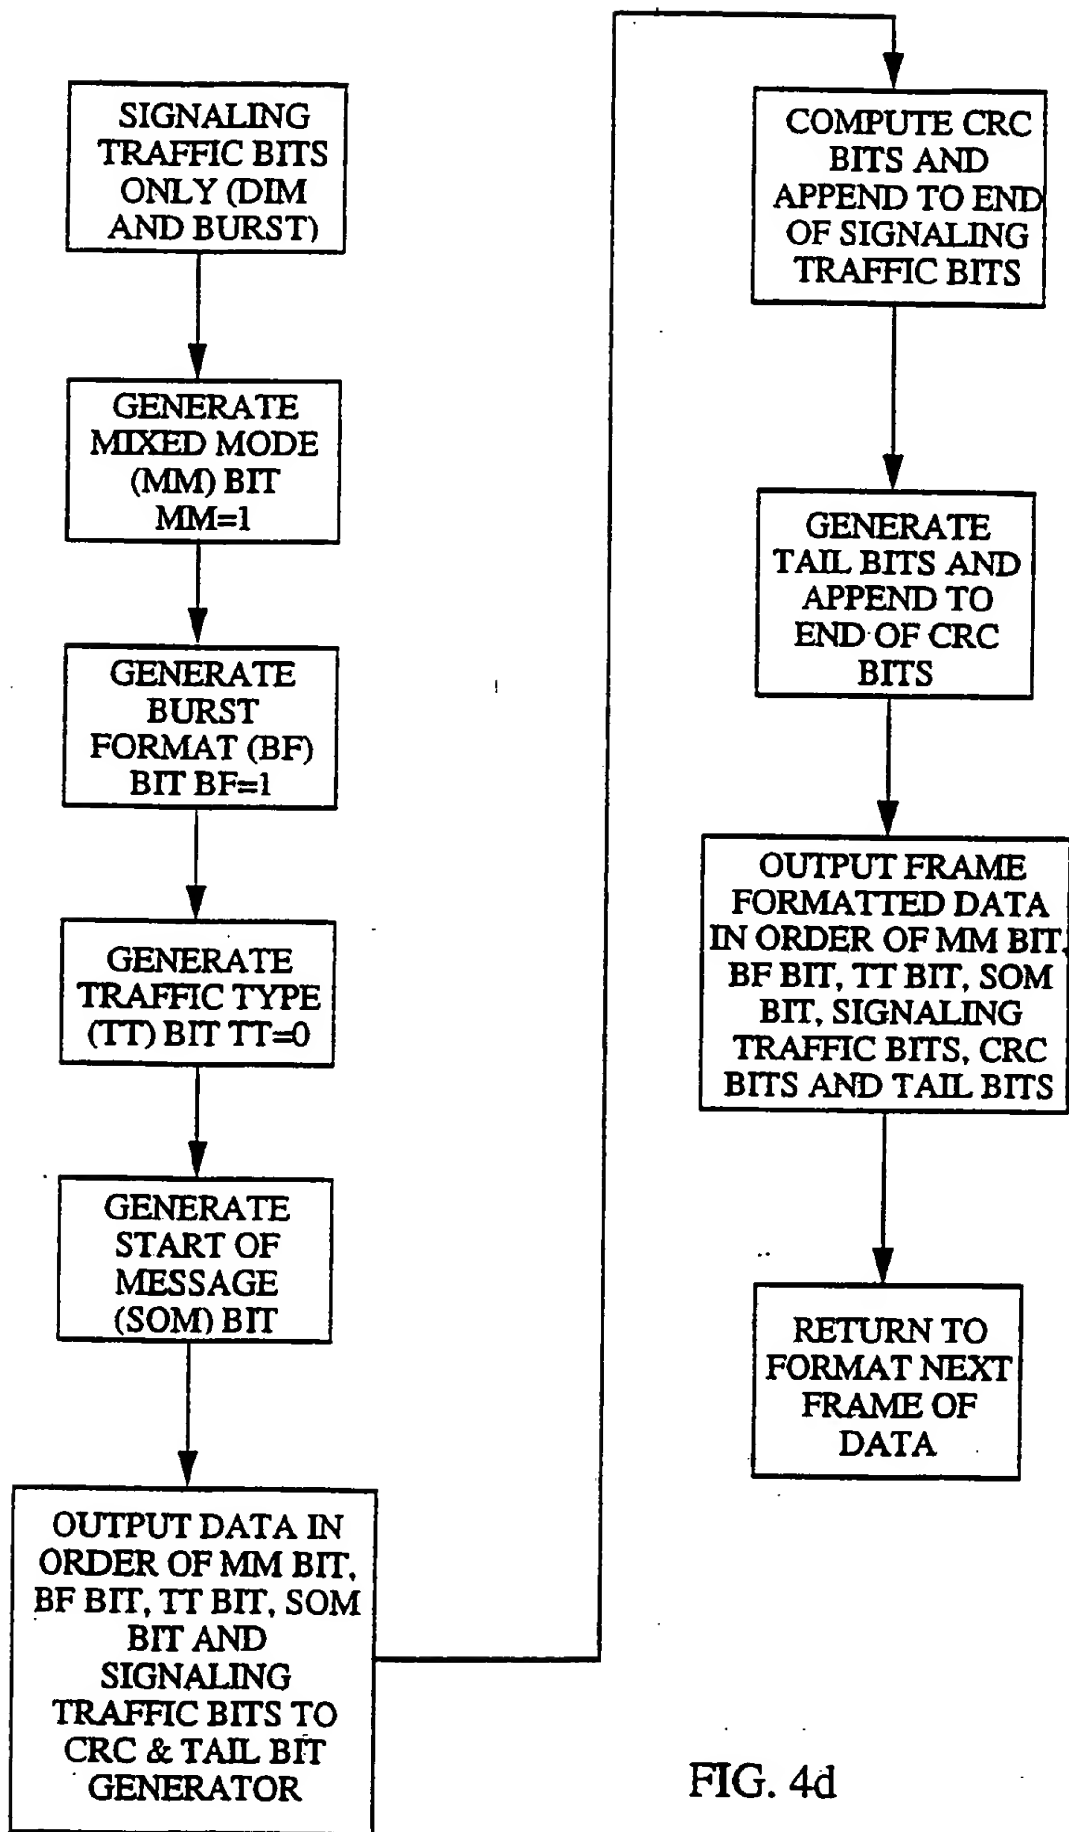 SIGNALING
TRAFFIC BITS
ONLY (DIM
AND BURST)
GENERATE
MIXED MODE
(MM) BIT
MM=1
GENERATE
BURST
FORMAT (BF)
BIT BF=1
GENERATE
TRAFFIC TYPE
(TT) BIT TT=0
GENERATE
START OF
MESSAGE
(SOM) BIT
OUTPUT DATA IN
ORDER OF MM BIT,
BF BIT, TT BIT, SOM
BIT AND
SIGNALING
TRAFFIC BITS TO
CRC & TAIL BIT
GENERATOR
COMPUTE CRC
BITS AND
APPEND TO END
OF SIGNALING
TRAFFIC BITS
GENERATE
TAIL BITS AND
APPEND TO
END OF CRC
BITS
OUTPUT FRAME
FORMATTED DATA
IN ORDER OF MM BIT,
BF BIT, TT BIT, SOM
BIT, SIGNALING
TRAFFIC BITS, CRC
BITS AND TAIL BITS
RETURN TO
FORMAT NEXT
FRAME OF
DATA
FIG. 4d